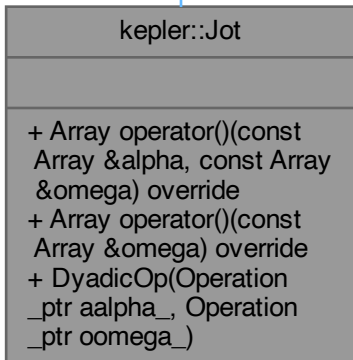 kepler::Jot
+ Array operator()(const
Array &alpha, const Array
&omega) override
+ Array operator()(const
Array &omega) override
+ DyadicOp(Operation
_ptr aalpha_, Operation
_ptr oomega_)